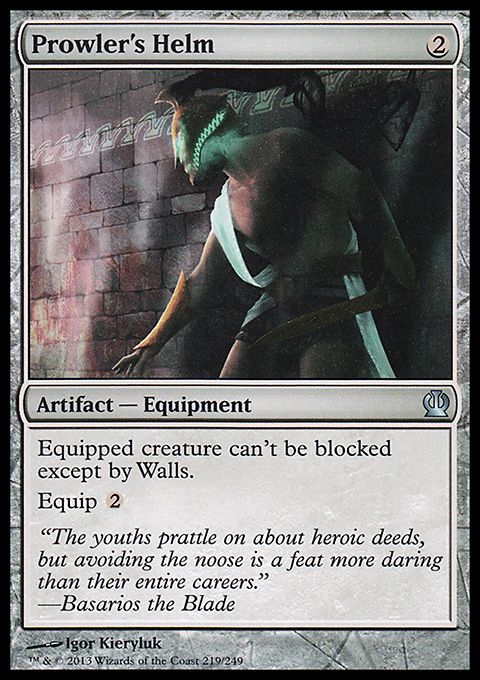 Prowler's Helm 2
Artifact — Equipment
Equipped creature can't be blocked
except by Walls.
Equip 2
"The youths prattle on about heroic deeds,
but avoiding the noose is a feat more daring
than their entire careers."
—Basarios the Blade
Igor Kieryluk
™ & © 2013 Wizards of the Coast 219/249